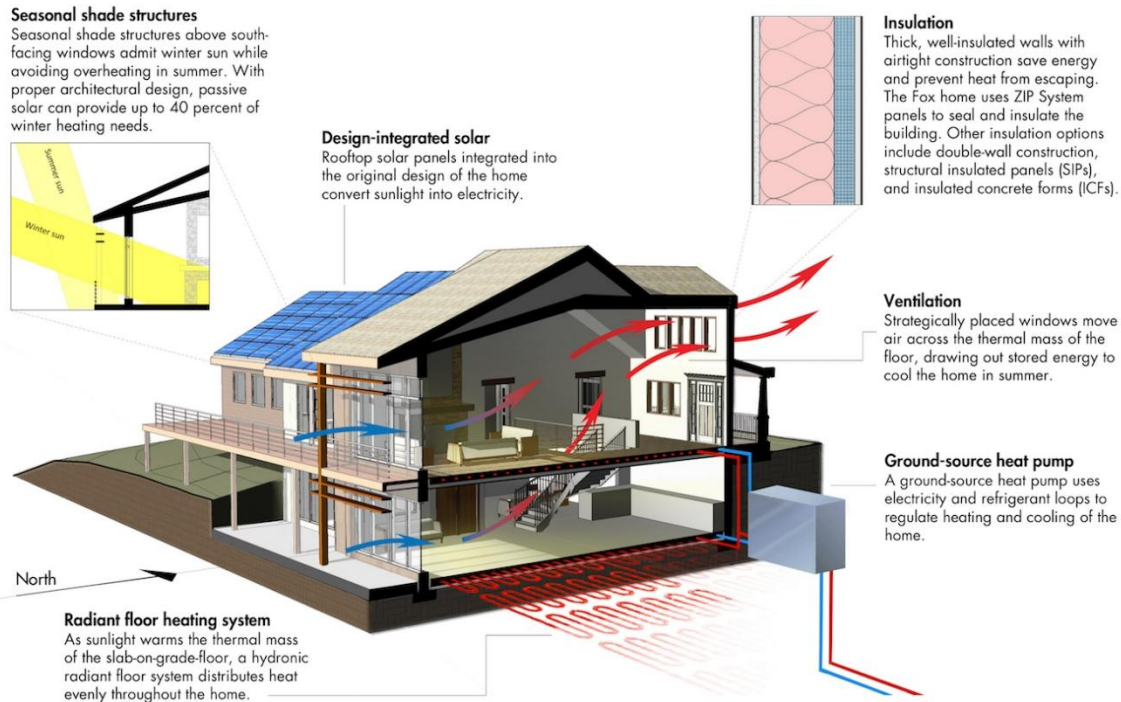 Seasonal shade structures
Seasonal shade structures above south-
facing windows admit winter sun while
avoiding overheating in summer. With
proper architectural design, passive
solar can provide up to 40 percent of
winter heating needs.
Summer sun
Winter sun
Design-integrated solar
Rooftop solar panels integrated into
the original design of the home
convert sunlight into electricity.
Insulation
Thick, well-insulated walls with
airtight construction save energy
and prevent heat from escaping.
The Fox home uses ZIP System
panels to seal and insulate the
building. Other insulation options
include double-wall construction,
structural insulated panels (SIPs),
and insulated concrete forms (ICFs).
Ventilation
Strategically placed windows move
air across the thermal mass of the
floor, drawing out stored energy to
cool the home in summer.
Ground-source heat pump
A ground-source heat pump uses
electricity and refrigerant loops to
regulate heating and cooling of the
home.
North
Radiant floor heating system
As sunlight warms the thermal mass
of the slab-on-grade-floor, a hydronic
radiant floor system distributes heat
evenly throughout the home.